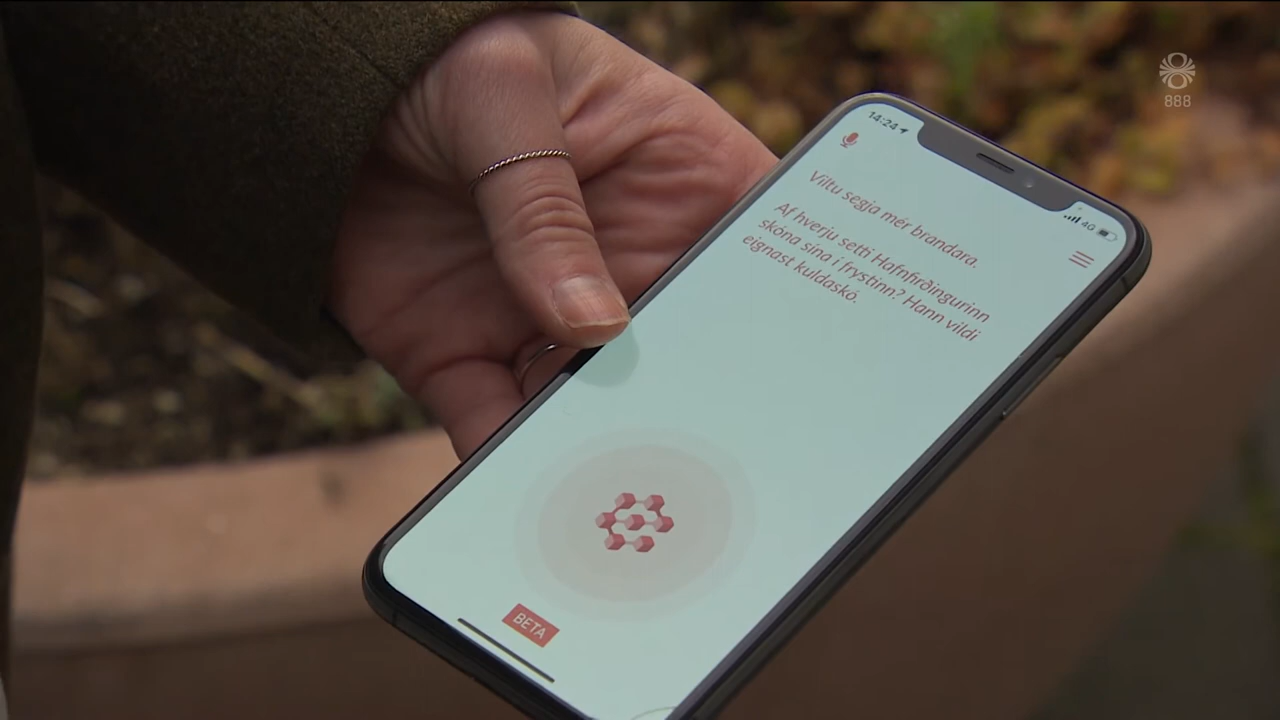 888
14:24
4G
Viltu segja mér brandara.
Af hverju setti Hafnfirðingurinn
skóna sína í frystinn? Hann vildi
eignast kuldaskó.
BETA